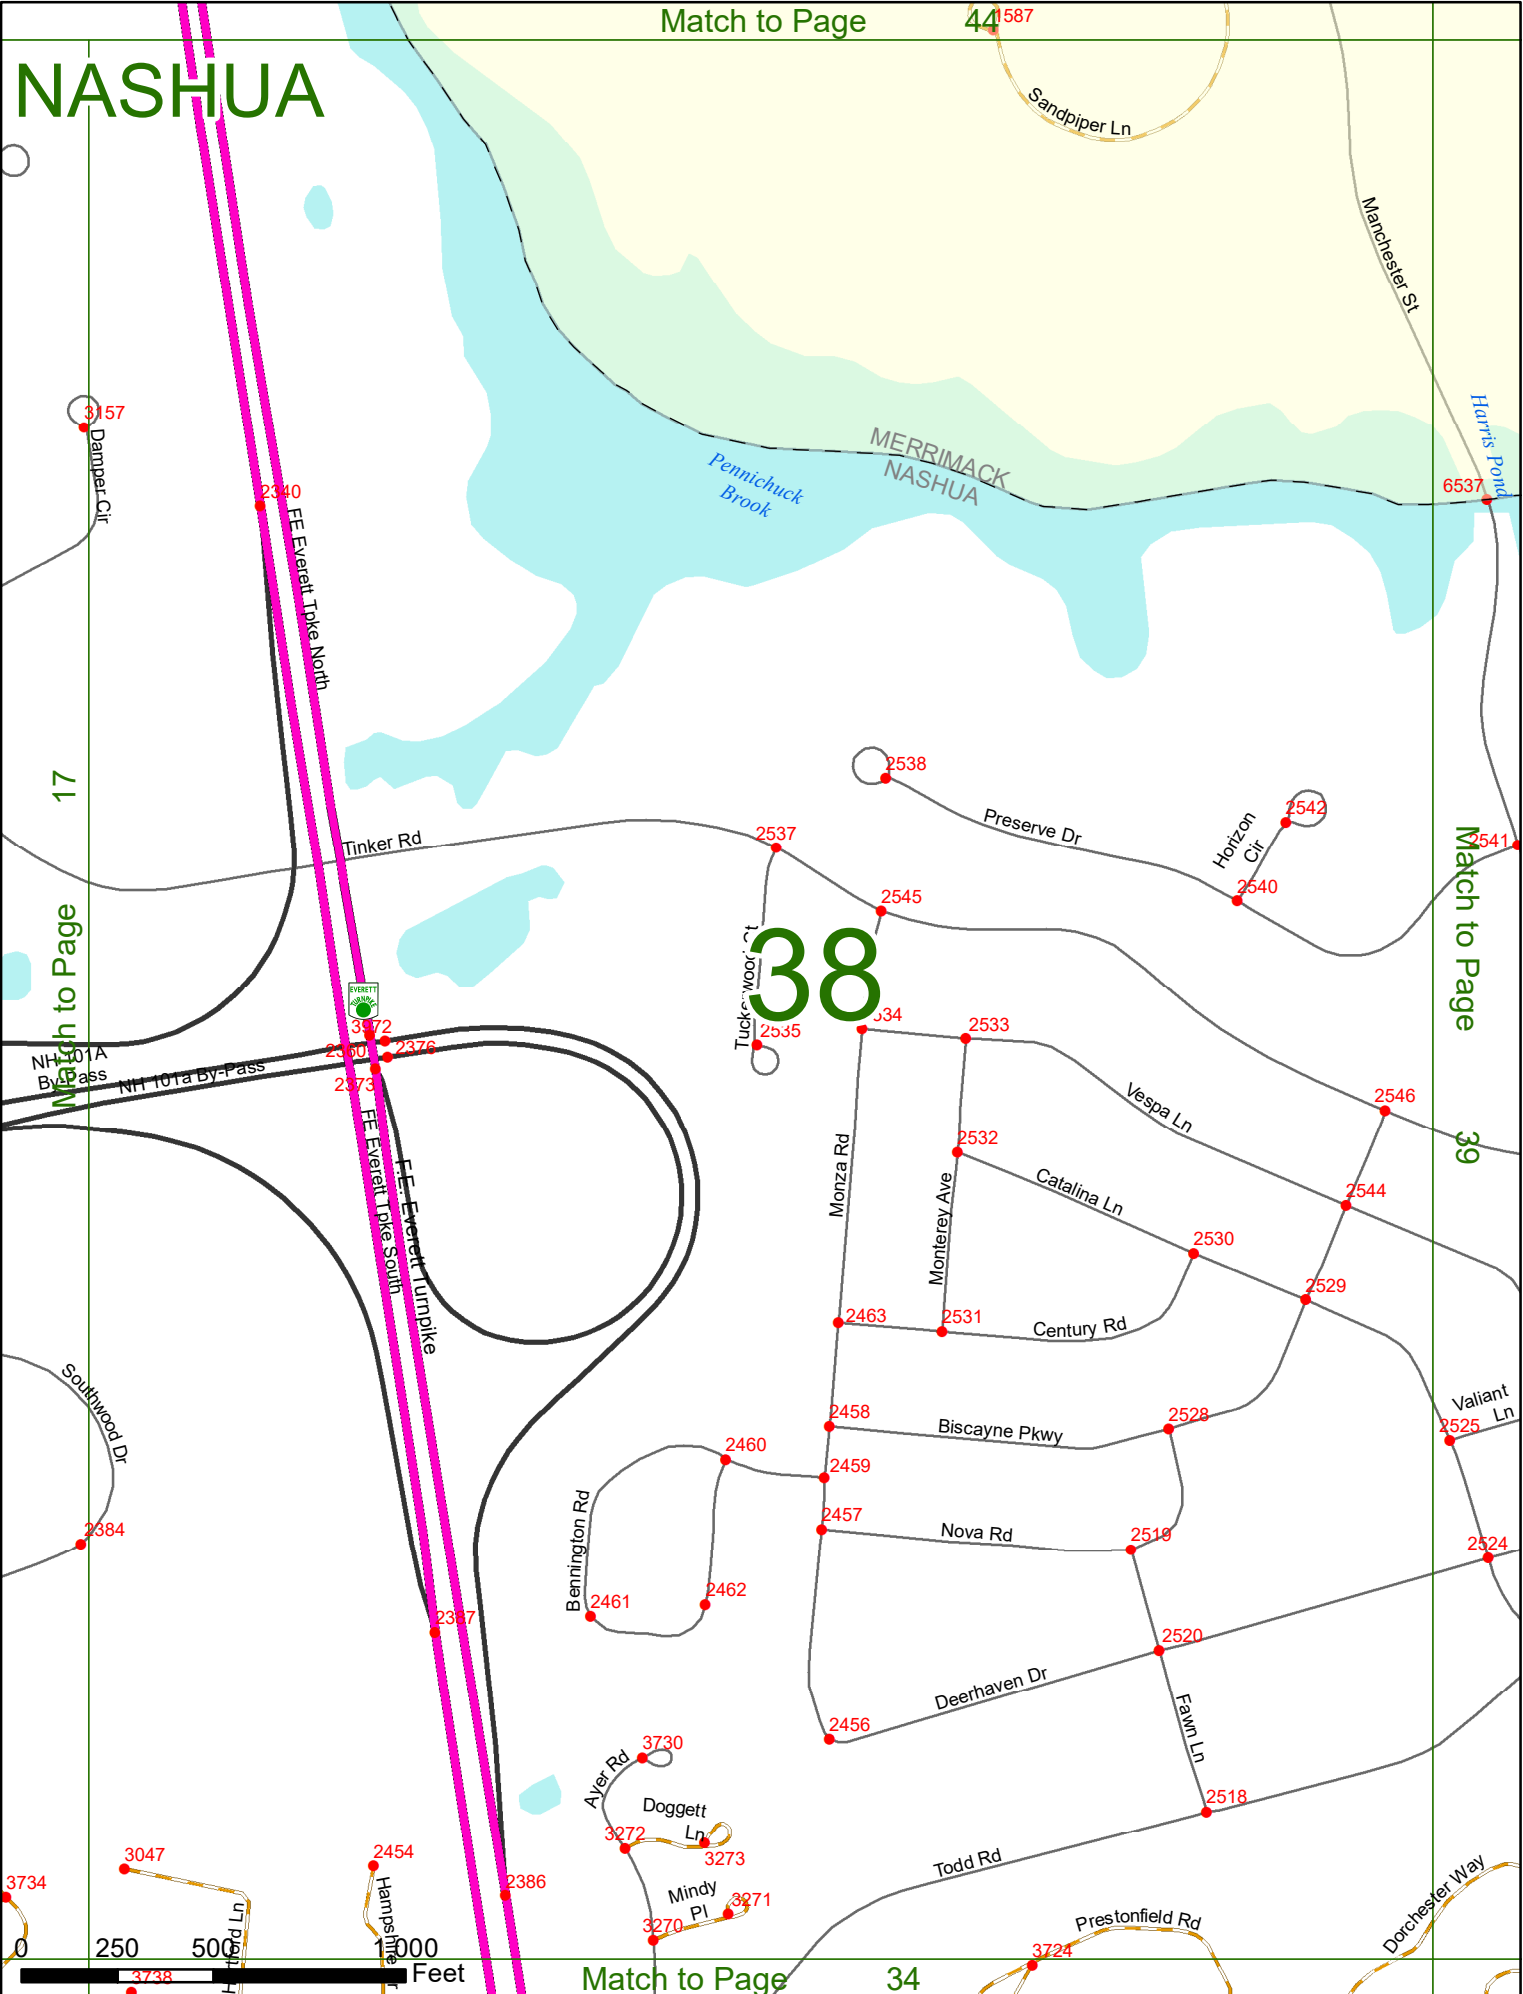 Match to Page 44
1587
NASHUA
Sandpiper Ln
Manchester St
Harris Pond
3157
Damper Cir
2340
FE Everett Tpke North
MERRIMACK
NASHUA
Pennichuck
Brook
6537
17
Match to Page
2538
Preserve Dr
2542
Horizon
Cir
2540
2541
Match to Page
39
Tinker Rd
2537
2545
38
EVERETT
TURNPIKE
3972
2376
2373
NH 101A
By-Pass
NH 101a By-Pass
2535
2533
Vespa Ln
2546
2532
Catalina Ln
2544
Monza Rd
Monterey Ave
2530
2529
FE Everett Tpke South
F.E. Everett Turnpike
2463
2531
Century Rd
Southwood Dr
Valiant
Ln
2525
2458
Biscayne Pkwy
2528
2460
2459
2457
Nova Rd
2519
2524
2384
Bennington Rd
2461
2462
2387
2520
Deerhaven Dr
Fawn Ln
2456
3730
Ayer Rd
Doggett
Ln
3272
3273
2518
Todd Rd
3047
2454
3734
2386
Mindy
Pl
3271
3270
Prestonfield Rd
Dorchester Way
3724
0 250 500 1,000
Feet
3738
Match to Page 34